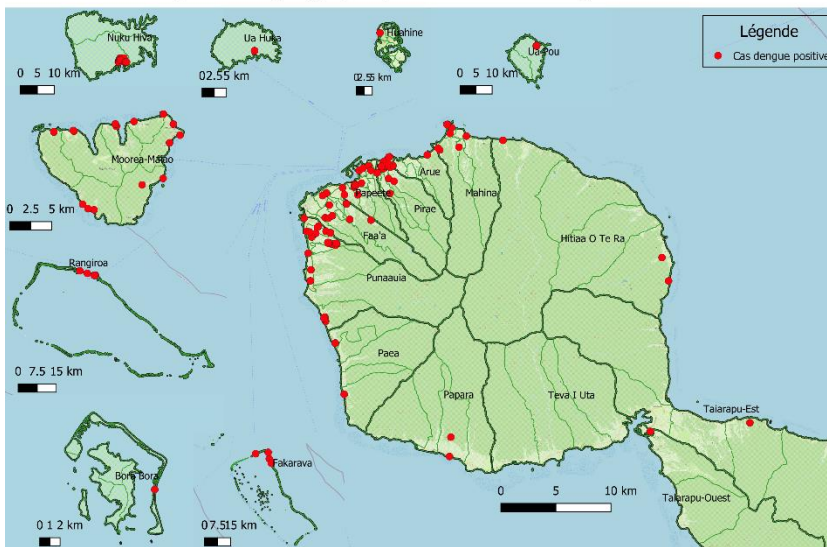 Nuku Hiva
0 5 10 km
Ua Huka
02.55 km
Huahine
02.55 km
Ua Pou
0 5 10 km
Légende
Cas dengue positive
Moorea-Maiao
0 2.5 5 km
Rangiroa
0 7.5 15 km
Bora Bora
0 1 2 km
Fakarava
07.515 km
Papeete
Arue
Pirae
Mahina
Faa'a
Hitiaa O Te Ra
Punaauia
Paea
Papara
Teva I Uta
Taiarapu-Est
Taiarapu-Ouest
0 5 10 km